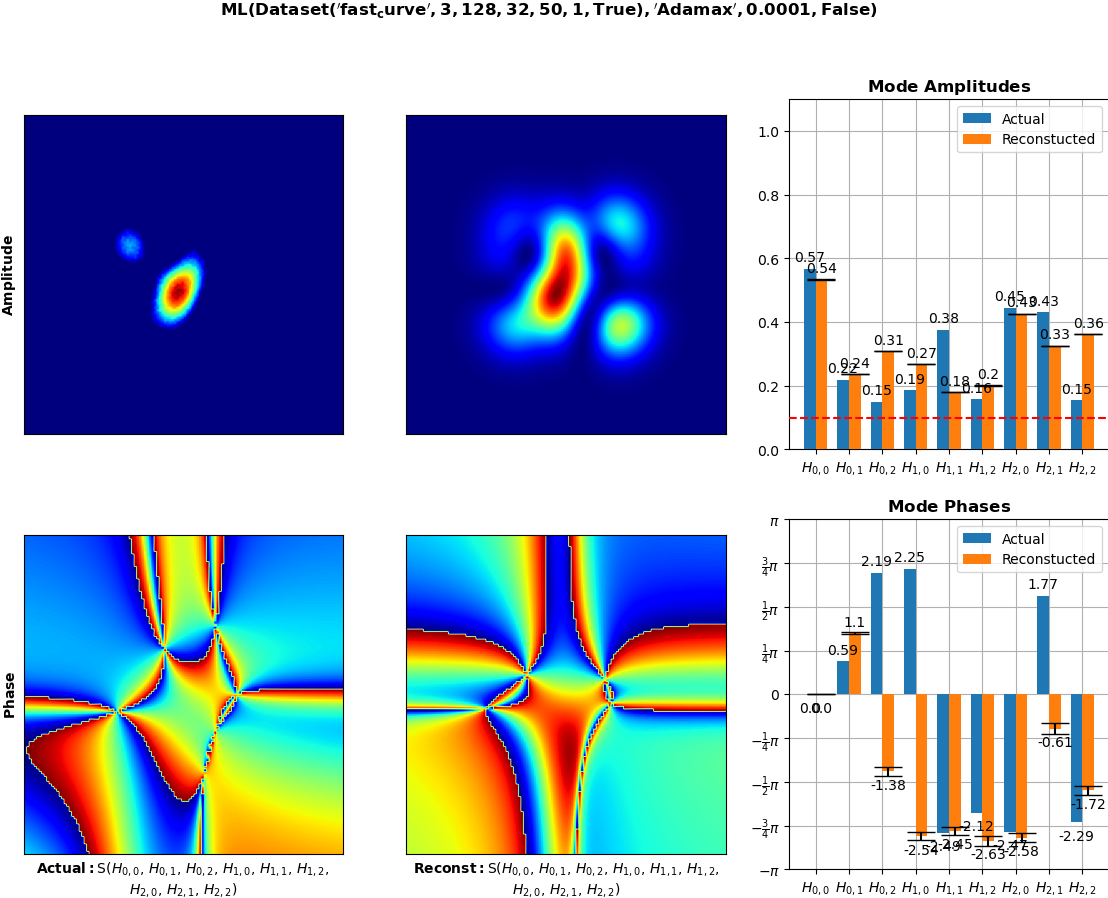 ML(Dataset('fast_curve', 3, 128, 32, 50, 1, True), 'Adamax', 0.0001, False)
Amplitude
Mode Amplitudes
Actual
Reconstucted
1.0
0.8
0.6
0.4
0.2
0.0
0.57
0.54
0.22
0.24
0.15
0.31
0.19
0.27
0.38
0.18
0.16
0.2
0.45
0.43
0.43
0.33
0.15
0.36
H0,0 H0,1 H0,2 H1,0 H1,1 H1,2 H2,0 H2,1 H2,2
Phase
Actual: S(H0,0, H0,1, H0,2, H1,0, H1,1, H1,2,
H2,0, H2,1, H2,2)
Reconst: S(H0,0, H0,1, H0,2, H1,0, H1,1, H1,2,
H2,0, H2,1, H2,2)
Mode Phases
Actual
Reconstucted
π
3/4π
1/2π
1/4π
0
−1/4π
−1/2π
−3/4π
−π
0.0
0.0
0.59
1.1
2.19
-1.38
2.25
-2.54
-2.45
-2.12
-2.63
-2.58
1.77
-0.61
-2.29
-1.72
H0,0 H0,1 H0,2 H1,0 H1,1 H1,2 H2,0 H2,1 H2,2